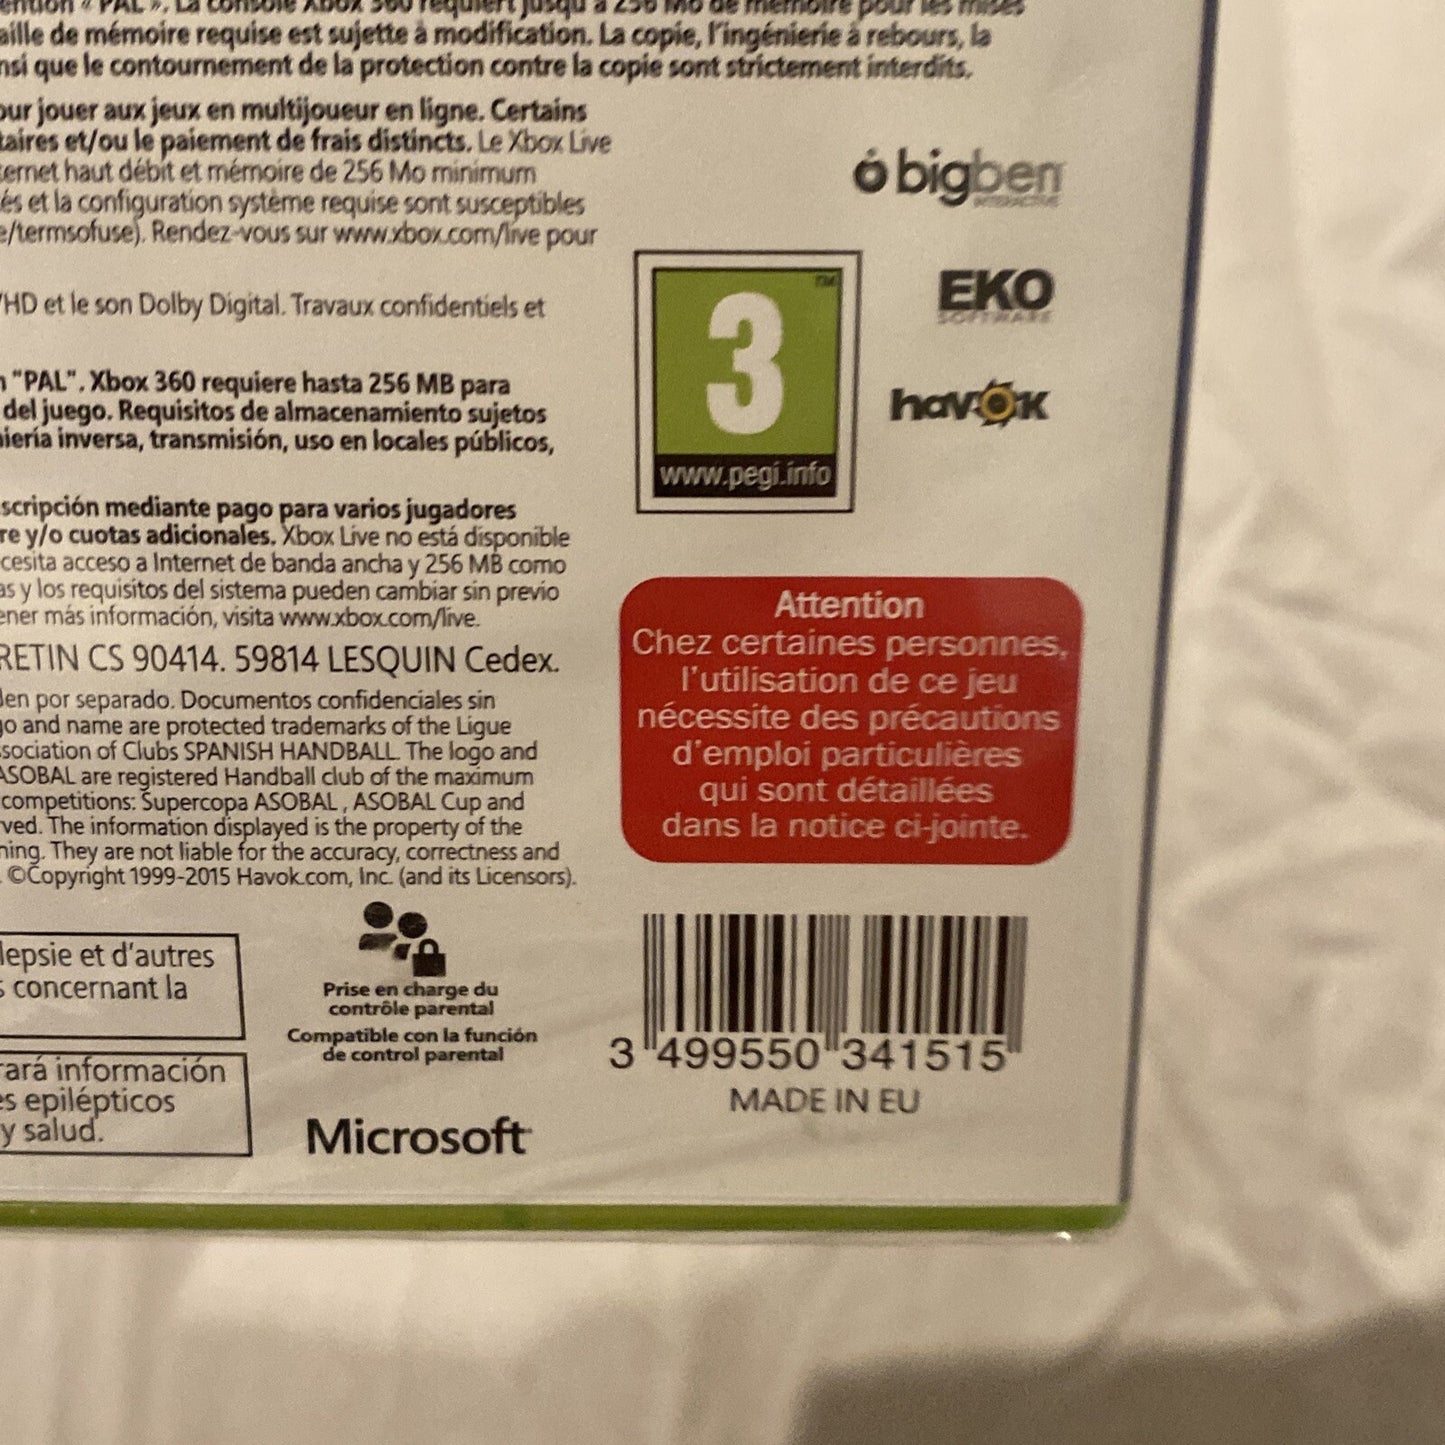 ention « PAL ». La console Xbox 360 requiert jusqu'à 256 Mo de mémoire pour les mises
aille de mémoire requise est sujette à modification. La copie, l'ingénierie à rebours, la
nsi que le contournement de la protection contre la copie sont strictement interdits.
our jouer aux jeux en multijoueur en ligne. Certains
taires et/ou le paiement de frais distincts. Le Xbox Live
ternet haut débit et mémoire de 256 Mo minimum
és et la configuration système requise sont susceptibles
e/termsofuse). Rendez-vous sur www.xbox.com/live pour
/HD et le son Dolby Digital. Travaux confidentiels et
n "PAL". Xbox 360 requiere hasta 256 MB para
del juego. Requisitos de almacenamiento sujetos
niería inversa, transmisión, uso en locales públicos,
scripción mediante pago para varios jugadores
re y/o cuotas adicionales. Xbox Live no está disponible
cesita acceso a Internet de banda ancha y 256 MB como
as y los requisitos del sistema pueden cambiar sin previo
ener más información, visita www.xbox.com/live.
RETIN CS 90414. 59814 LESQUIN Cedex.
den por separado. Documentos confidenciales sin
go and name are protected trademarks of the Ligue
ssociation of Clubs SPANISH HANDBALL. The logo and
ASOBAL are registered Handball club of the maximum
competitions: Supercopa ASOBAL, ASOBAL Cup and
rved. The information displayed is the property of the
ning. They are not liable for the accuracy, correctness and
. ©Copyright 1999-2015 Havok.com, Inc. (and its Licensors).
bigben
INTERACTIVE
EKO
SOFTWARE
havok
3
TM
www.pegi.info
Attention
Chez certaines personnes,
l'utilisation de ce jeu
nécessite des précautions
d'emploi particulières
qui sont détaillées
dans la notice ci-jointe.
lepsie et d'autres
s concernant la
rará información
es epilépticos
y salud.
Prise en charge du
contrôle parental
Compatible con la función
de control parental
Microsoft
3 499550 341515
MADE IN EU